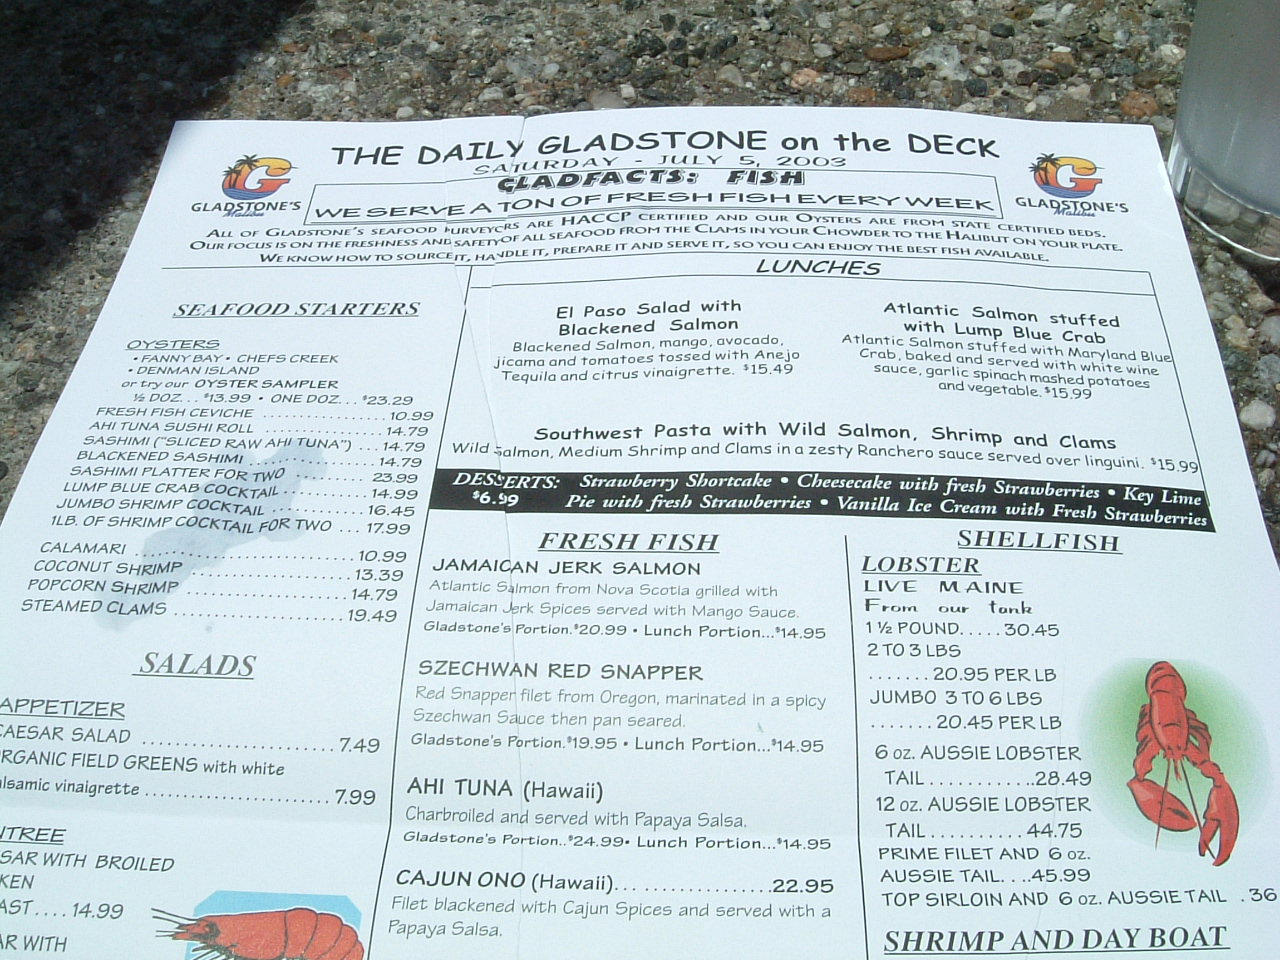 THE DAILY GLADSTONE on the DECK
SATURDAY - JULY 5, 2003
GLADFACTS: FISH
WE SERVE A TON OF FRESH FISH EVERY WEEK
G
GLADSTONE'S
Malibu
G
GLADSTONE'S
Malibu
ALL OF GLADSTONE'S SEAFOOD PURVEYORS ARE HACCP CERTIFIED AND OUR OYSTERS ARE FROM STATE CERTIFIED BEDS.
OUR FOCUS IS ON THE FRESHNESS AND SAFETY OF ALL SEAFOOD FROM THE CLAMS IN YOUR CHOWDER TO THE HALIBUT ON YOUR PLATE.
WE KNOW HOW TO SOURCE IT, HANDLE IT, PREPARE IT AND SERVE IT, SO YOU CAN ENJOY THE BEST FISH AVAILABLE.
SEAFOOD STARTERS
OYSTERS
• FANNY BAY • CHEFS CREEK
• DENMAN ISLAND
or try our OYSTER SAMPLER
½ DOZ. . . $13.99 • ONE DOZ. . . $23.29
FRESH FISH CEVICHE .................... 10.99
AHI TUNA SUSHI ROLL .................. 14.79
SASHIMI ("SLICED RAW AHI TUNA") ... 14.79
BLACKENED SASHIMI .................... 14.79
SASHIMI PLATTER FOR TWO ............ 23.99
LUMP BLUE CRAB COCKTAIL ............. 14.99
JUMBO SHRIMP COCKTAIL ............... 16.45
1LB. OF SHRIMP COCKTAIL FOR TWO ... 17.99
CALAMARI ............................. 10.99
COCONUT SHRIMP ...................... 13.39
POPCORN SHRIMP ...................... 14.79
STEAMED CLAMS ....................... 19.49
SALADS
APPETIZER
CAESAR SALAD ........................ 7.49
ORGANIC FIELD GREENS with white
balsamic vinaigrette ........................ 7.99
NTREE
SAR WITH BROILED
KEN
AST.... 14.99
AR WITH
LUNCHES
El Paso Salad with
Blackened Salmon
Blackened Salmon, mango, avocado,
jicama and tomatoes tossed with Anejo
Tequila and citrus vinaigrette. $15.49
Atlantic Salmon stuffed
with Lump Blue Crab
Atlantic Salmon stuffed with Maryland Blue
Crab, baked and served with white wine
sauce, garlic spinach mashed potatoes
and vegetable. $15.99
Southwest Pasta with Wild Salmon, Shrimp and Clams
Wild Salmon, Medium Shrimp and Clams in a zesty Ranchero sauce served over linguini. $15.99
DESSERTS: Strawberry Shortcake • Cheesecake with fresh Strawberries • Key Lime
$6.99 Pie with fresh Strawberries • Vanilla Ice Cream with Fresh Strawberries
FRESH FISH
JAMAICAN JERK SALMON
Atlantic Salmon from Nova Scotia grilled with
Jamaican Jerk Spices served with Mango Sauce.
Gladstone's Portion.$20.99 • Lunch Portion...$14.95
SZECHWAN RED SNAPPER
Red Snapper filet from Oregon, marinated in a spicy
Szechwan Sauce then pan seared.
Gladstone's Portion.$19.95 • Lunch Portion...$14.95
AHI TUNA (Hawaii)
Charbroiled and served with Papaya Salsa.
Gladstone's Portion..$24.99 • Lunch Portion...$14.95
CAJUN ONO (Hawaii)..................22.95
Filet blackened with Cajun Spices and served with a
Papaya Salsa.
SHELLFISH
LOBSTER
LIVE MAINE
From our tank
1 ½ POUND.....30.45
2 TO 3 LBS
.......20.95 PER LB
JUMBO 3 TO 6 LBS
.......20.45 PER LB
6 OZ. AUSSIE LOBSTER
TAIL...........28.49
12 OZ. AUSSIE LOBSTER
TAIL..........44.75
PRIME FILET AND 6 OZ.
AUSSIE TAIL....45.99
TOP SIRLOIN AND 6 OZ. AUSSIE TAIL . 36
SHRIMP AND DAY BOAT